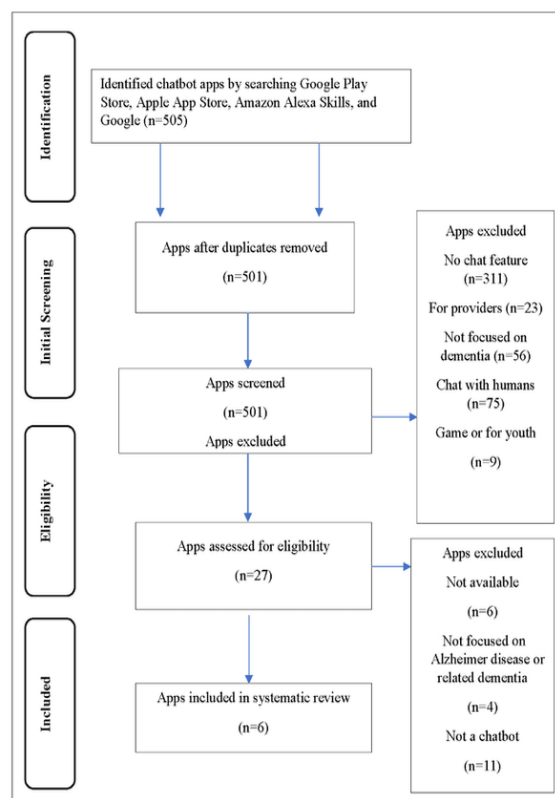 Identification
Identified chatbot apps by searching Google Play
Store, Apple App Store, Amazon Alexa Skills, and
Google (n=505)
Initial Screening
Apps after duplicates removed
(n=501)
Apps screened
(n=501)
Apps excluded
Apps excluded
No chat feature
(n=311)
For providers (n=23)
Not focused on
dementia (n=56)
Chat with humans
(n=75)
Game or for youth
(n=9)
Eligibility
Apps assessed for eligibility
(n=27)
Apps excluded
Not available
(n=6)
Not focused on
Alzheimer disease or
related dementia
(n=4)
Not a chatbot
(n=11)
Included
Apps included in systematic review
(n=6)